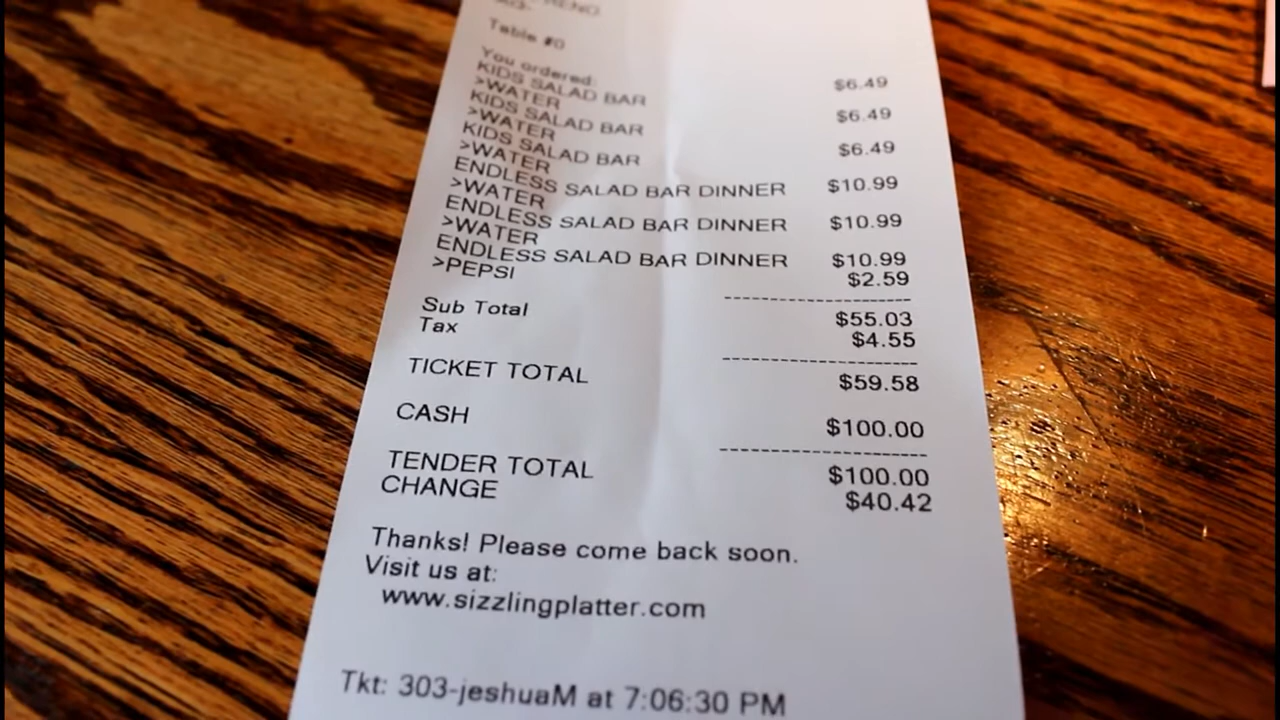 RENO
303-
Table #0
You ordered:
KIDS SALAD BAR $6.49
>WATER
KIDS SALAD BAR $6.49
>WATER
KIDS SALAD BAR $6.49
>WATER
ENDLESS SALAD BAR DINNER $10.99
>WATER
ENDLESS SALAD BAR DINNER $10.99
>WATER
ENDLESS SALAD BAR DINNER $10.99
>PEPSI $2.59
Sub Total $55.03
Tax $4.55
TICKET TOTAL $59.58
CASH $100.00
TENDER TOTAL $100.00
CHANGE $40.42
Thanks! Please come back soon.
Visit us at:
www.sizzlingplatter.com
Tkt: 303-jeshuaM at 7:06:30 PM